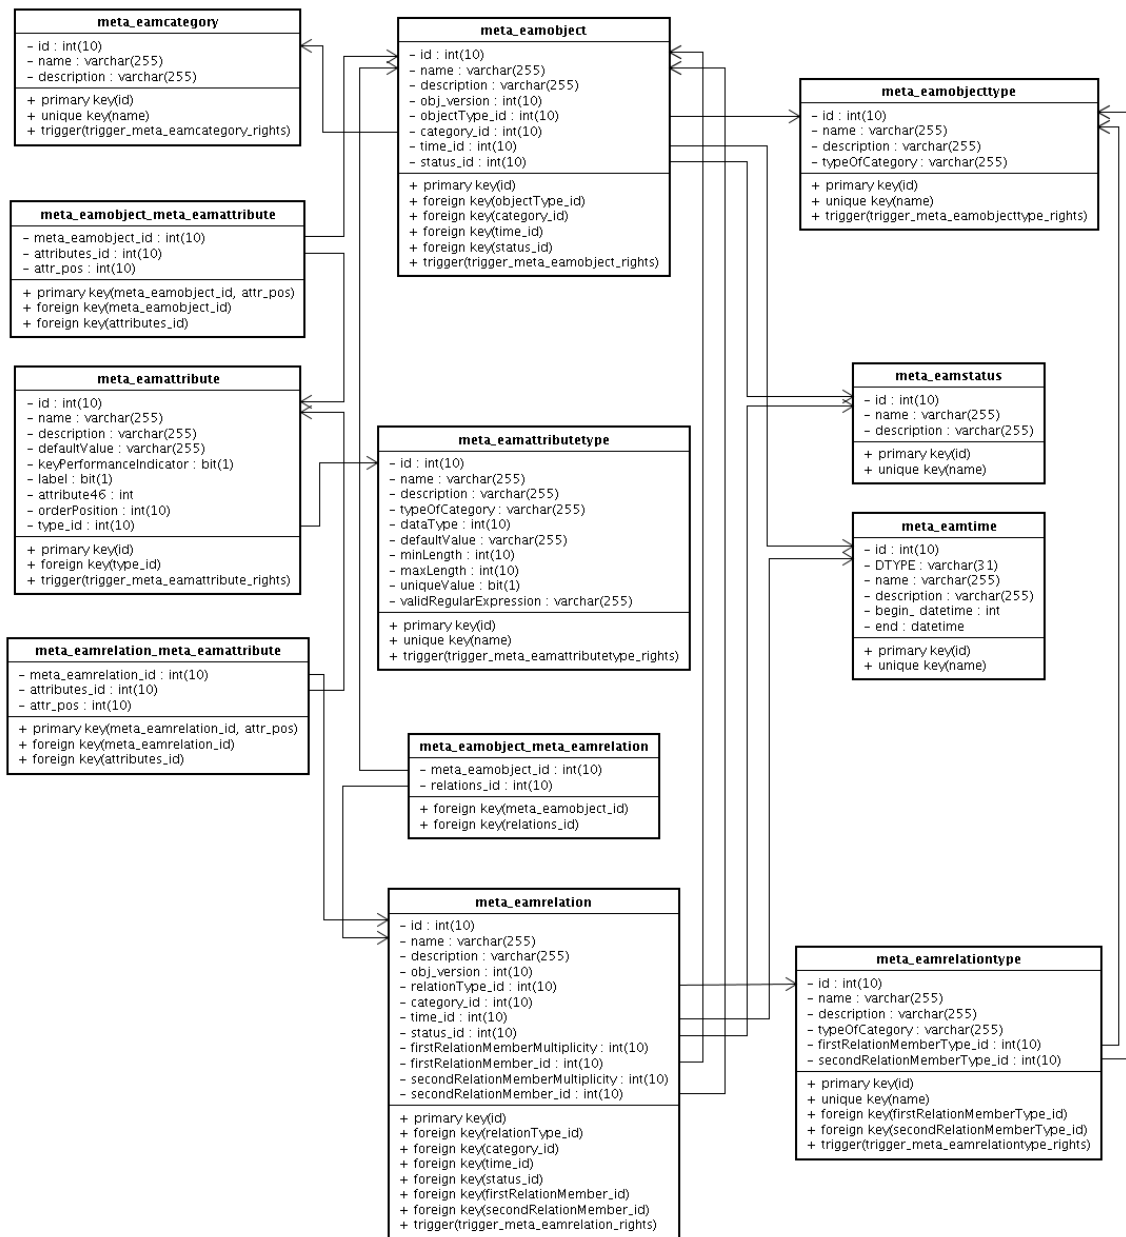 meta_eamcategory
– id : int(10)
– name : varchar(255)
– description : varchar(255)
+ primary key(id)
+ unique key(name)
+ trigger(trigger_meta_eamcategory_rights)
meta_eamobject
– id : int(10)
– name : varchar(255)
– description : varchar(255)
– obj_version : int(10)
– objectType_id : int(10)
– category_id : int(10)
– time_id : int(10)
– status_id : int(10)
+ primary key(id)
+ foreign key(objectType_id)
+ foreign key(category_id)
+ foreign key(time_id)
+ foreign key(status_id)
+ trigger(trigger_meta_eamobject_rights)
meta_eamobjecttype
– id : int(10)
– name : varchar(255)
– description : varchar(255)
– typeOfCategory : varchar(255)
+ primary key(id)
+ unique key(name)
+ trigger(trigger_meta_eamobjecttype_rights)
meta_eamobject_meta_eamattribute
– meta_eamobject_id : int(10)
– attributes_id : int(10)
– attr_pos : int(10)
+ primary key(meta_eamobject_id, attr_pos)
+ foreign key(meta_eamobject_id)
+ foreign key(attributes_id)
meta_eamattribute
– id : int(10)
– name : varchar(255)
– description : varchar(255)
– defaultValue : varchar(255)
– keyPerformanceIndicator : bit(1)
– label : bit(1)
– attribute46 : int
– orderPosition : int(10)
– type_id : int(10)
+ primary key(id)
+ foreign key(type_id)
+ trigger(trigger_meta_eamattribute_rights)
meta_eamattributetype
– id : int(10)
– name : varchar(255)
– description : varchar(255)
– typeOfCategory : varchar(255)
– dataType : int(10)
– defaultValue : varchar(255)
– minLength : int(10)
– maxLength : int(10)
– uniqueValue : bit(1)
– validRegularExpression : varchar(255)
+ primary key(id)
+ unique key(name)
+ trigger(trigger_meta_eamattributetype_rights)
meta_eamstatus
– id : int(10)
– name : varchar(255)
– description : varchar(255)
+ primary key(id)
+ unique key(name)
meta_eamtime
– id : int(10)
– DTYPE : varchar(31)
– name : varchar(255)
– description : varchar(255)
– begin_ datetime : int
– end : datetime
+ primary key(id)
+ unique key(name)
meta_eamrelation_meta_eamattribute
– meta_eamrelation_id : int(10)
– attributes_id : int(10)
– attr_pos : int(10)
+ primary key(meta_eamrelation_id, attr_pos)
+ foreign key(meta_eamrelation_id)
+ foreign key(attributes_id)
meta_eamobject_meta_eamrelation
– meta_eamobject_id : int(10)
– relations_id : int(10)
+ foreign key(meta_eamobject_id)
+ foreign key(relations_id)
meta_eamrelation
– id : int(10)
– name : varchar(255)
– description : varchar(255)
– obj_version : int(10)
– relationType_id : int(10)
– category_id : int(10)
– time_id : int(10)
– status_id : int(10)
– firstRelationMemberMultiplicity : int(10)
– firstRelationMember_id : int(10)
– secondRelationMemberMultiplicity : int(10)
– secondRelationMember_id : int(10)
+ primary key(id)
+ foreign key(relationType_id)
+ foreign key(category_id)
+ foreign key(time_id)
+ foreign key(status_id)
+ foreign key(firstRelationMember_id)
+ foreign key(secondRelationMember_id)
+ trigger(trigger_meta_eamrelation_rights)
meta_eamrelationtype
– id : int(10)
– name : varchar(255)
– description : varchar(255)
– typeOfCategory : varchar(255)
– firstRelationMemberType_id : int(10)
– secondRelationMemberType_id : int(10)
+ primary key(id)
+ unique key(name)
+ foreign key(firstRelationMemberType_id)
+ foreign key(secondRelationMemberType_id)
+ trigger(trigger_meta_eamrelationtype_rights)